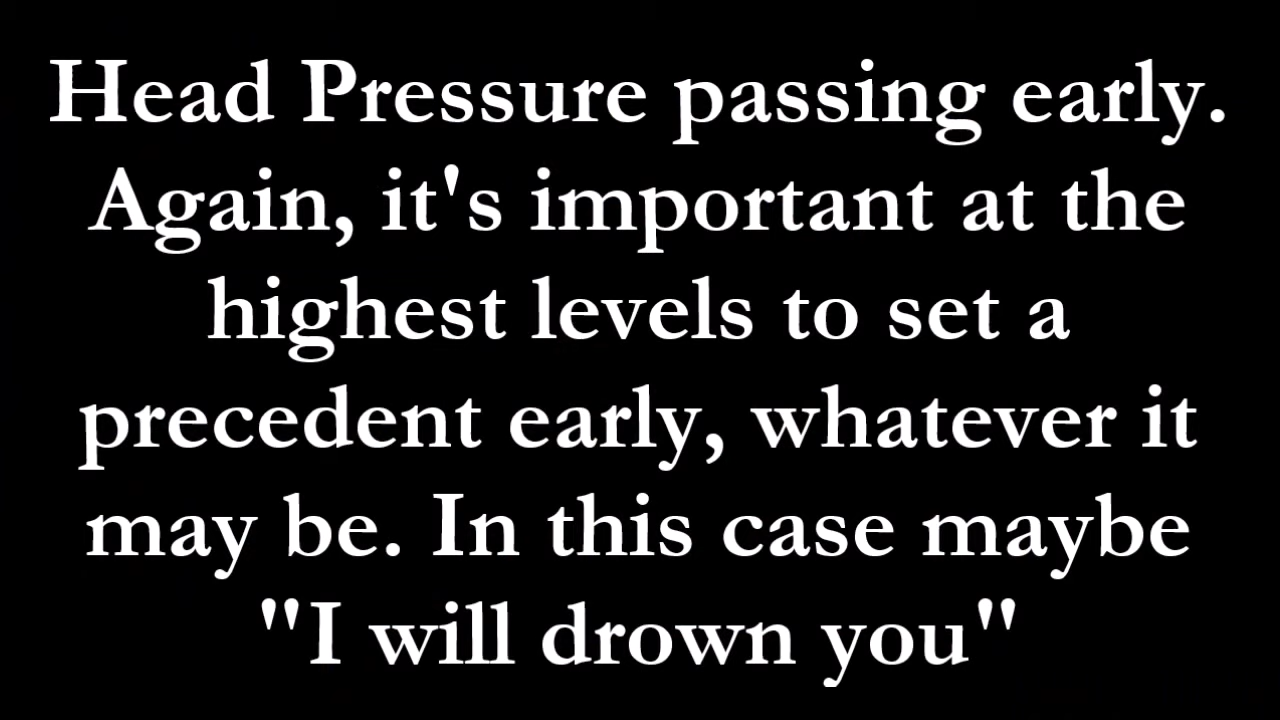 Head Pressure passing early.
Again, it's important at the
highest levels to set a
precedent early, whatever it
may be. In this case maybe
"I will drown you"